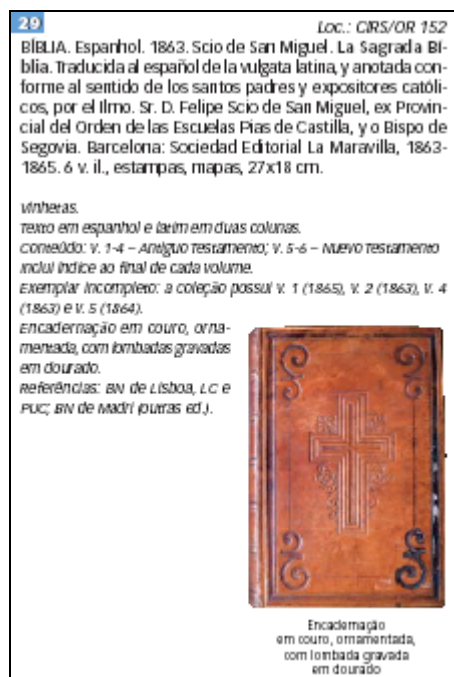 29
Loc.: CIRS/OR 152
BÍBLIA. Espanhol. 1863. Scio de San Miguel. La Sagrada Bí-
blia. Traducida al español de la vulgata latina, y anotada con-
forme al sentido de los santos padres y expositores católi-
cos, por el Ilmo. Sr. D. Felipe Scio de San Miguel, ex Provin-
cial del Orden de las Escuelas Pias de Castilla, y o Bispo de
Segovia. Barcelona: Sociedad Editorial La Maravilla, 1863-
1865. 6 v. il., estampas, mapas, 27x18 cm.
Vinhetas.
Texto em espanhol e latim em duas colunas.
Conteúdo: v. 1-4 – Antiguo Testamento; v. 5-6 – Nuevo Testamento
Inclui índice ao final de cada volume.
Exemplar incompleto: a coleção possui v. 1 (1865), v. 2 (1863), v. 4
(1863) e v. 5 (1864).
Encadernação em couro, orna-
mentada, com lombadas gravadas
em dourado.
Referências: BN de Lisboa, LC e
PUC; BN de Madri (outras ed.).
Encadernação
em couro, ornamentada,
com lombada gravada
em dourado